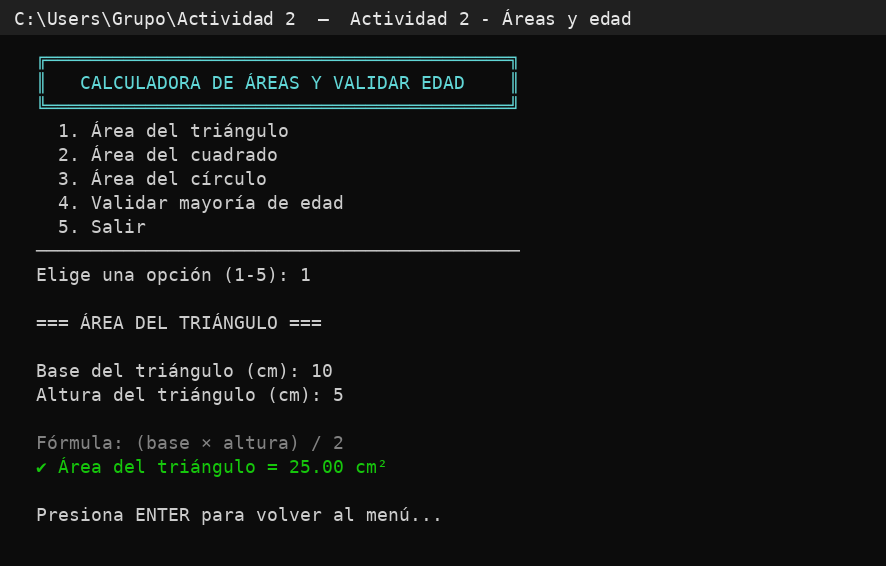 C:\Users\Grupo\Actividad 2  —  Actividad 2 - Áreas y edad
CALCULADORA DE ÁREAS Y VALIDAR EDAD
1. Área del triángulo
2. Área del cuadrado
3. Área del círculo
4. Validar mayoría de edad
5. Salir
Elige una opción (1-5): 1
=== ÁREA DEL TRIÁNGULO ===
Base del triángulo (cm): 10
Altura del triángulo (cm): 5
Fórmula: (base × altura) / 2
✔ Área del triángulo = 25.00 cm²
Presiona ENTER para volver al menú...